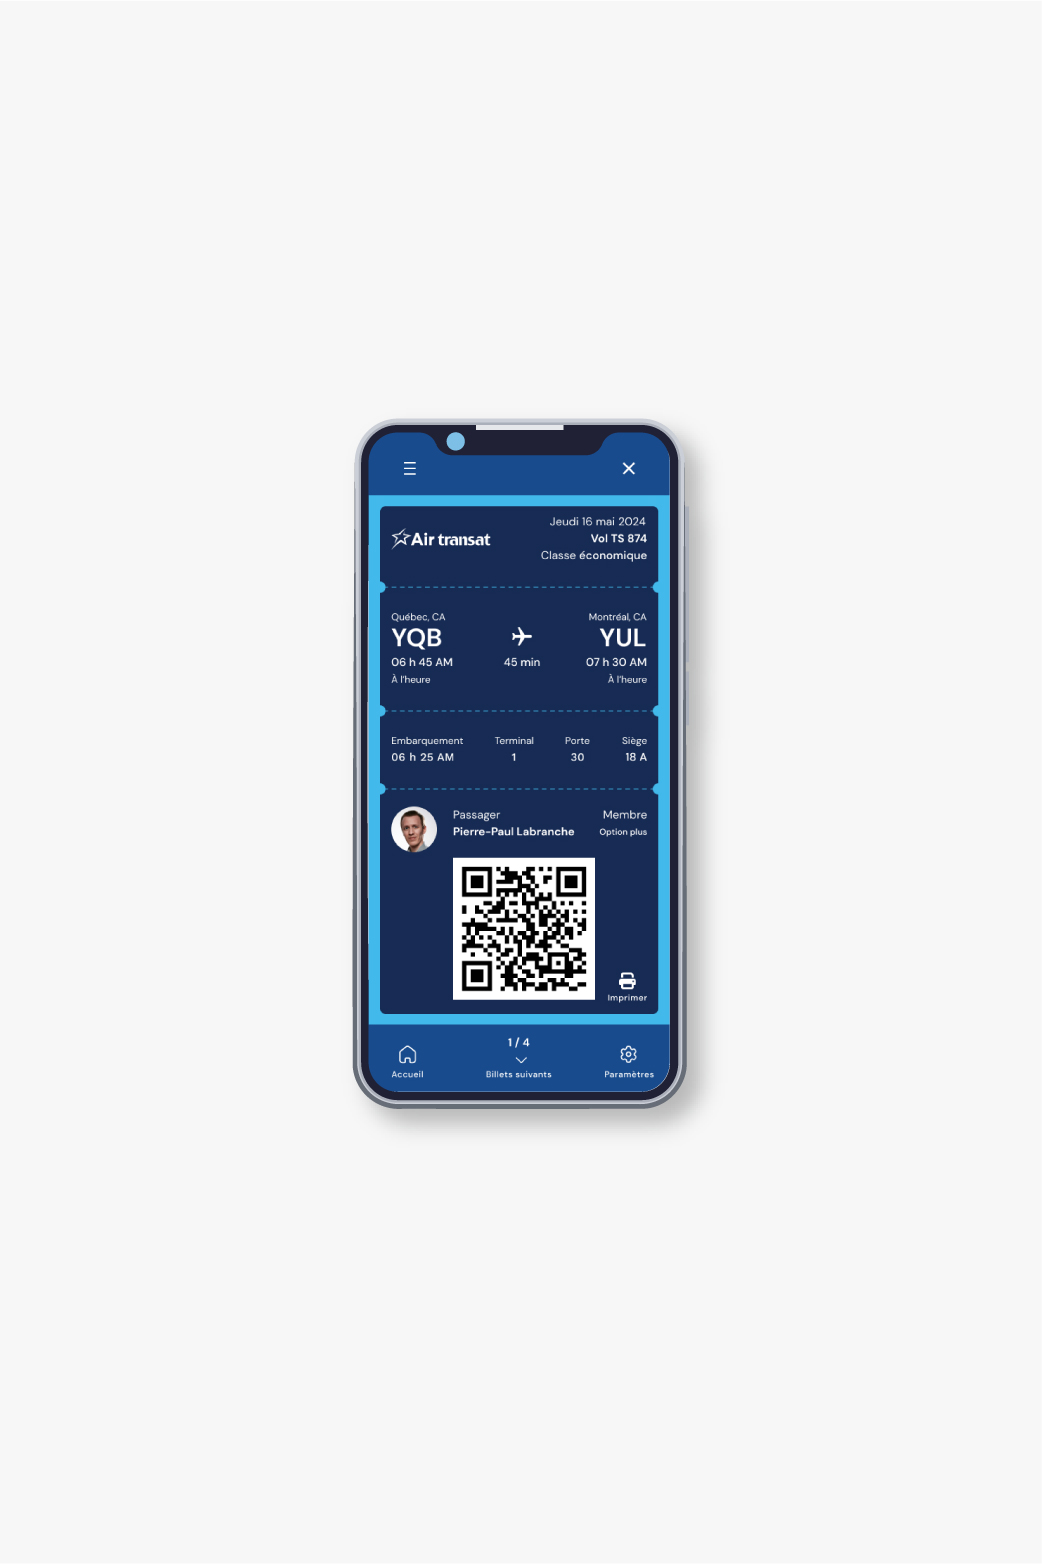 Air transat
Jeudi 16 mai 2024
Vol TS 874
Classe économique
Québec, CA
Montréal, CA
YQB
YUL
06 h 45 AM
45 min
07 h 30 AM
À l'heure
À l'heure
Embarquement Terminal Porte Siège
06 h 25 AM 1 30 18 A
Passager Membre
Pierre-Paul Labranche Option plus
Imprimer
1 / 4
Accueil Billets suivants Paramètres